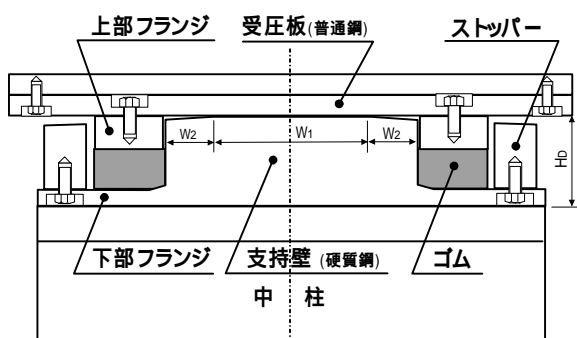 上部フランジ 受圧板(普通鋼) ストッパー
W2 W1 W2
HD
下部フランジ 支持壁 (硬質鋼) ゴム
中 柱